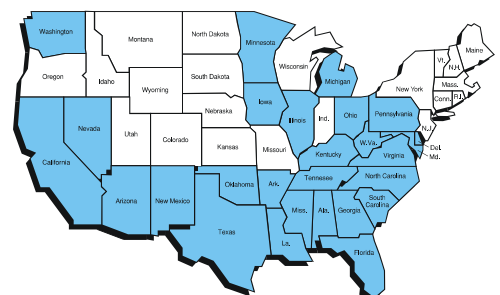 Washington
Montana
North Dakota
Minnesota
Maine
Vt.
N.H.
Oregon
Idaho
Wyoming
South Dakota
Wisconsin
Michigan
New York
Mass.
Conn.
R.I.
Nevada
Utah
Colorado
Nebraska
Iowa
Illinois
Ind.
Ohio
Pennsylvania
N.J.
Del.
Md.
California
Kansas
Missouri
Kentucky
W.Va.
Virginia
Arizona
New Mexico
Oklahoma
Ark.
Tennessee
North Carolina
South
Carolina
Texas
La.
Miss.
Ala.
Georgia
Florida